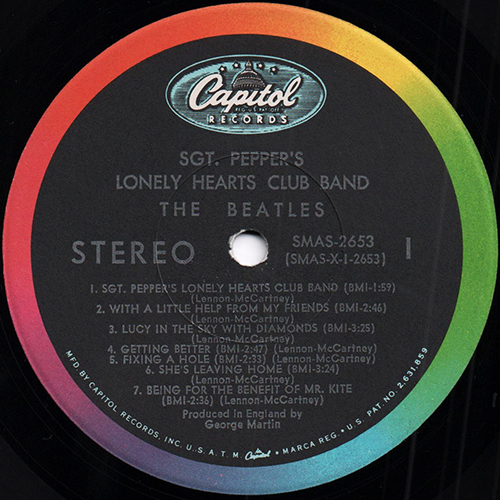 Capitol
REG. U.S. PAT. OFF.
RECORDS
SGT. PEPPER'S
LONELY HEARTS CLUB BAND
THE BEATLES
STEREO
SMAS-2653
(SMAS-X-1-2653)
1
1. SGT. PEPPER'S LONELY HEARTS CLUB BAND (BMI-1:59)
(Lennon-McCartney)
2. WITH A LITTLE HELP FROM MY FRIENDS (BMI-2:46)
(Lennon-McCartney)
3. LUCY IN THE SKY WITH DIAMONDS (BMI-3:25)
(Lennon-McCartney)
4. GETTING BETTER (BMI-2:47) (Lennon-McCartney)
5. FIXING A HOLE (BMI-2:33) (Lennon-McCartney)
6. SHE'S LEAVING HOME (BMI-3:24)
(Lennon-McCartney)
7. BEING FOR THE BENEFIT OF MR. KITE
(BMI-2:36) (Lennon-McCartney)
Produced in England by
George Martin
MFD. BY CAPITOL RECORDS, INC. U.S.A. T.M. Capitol MARCA REG. • U.S. PAT. NO. 2,631,859